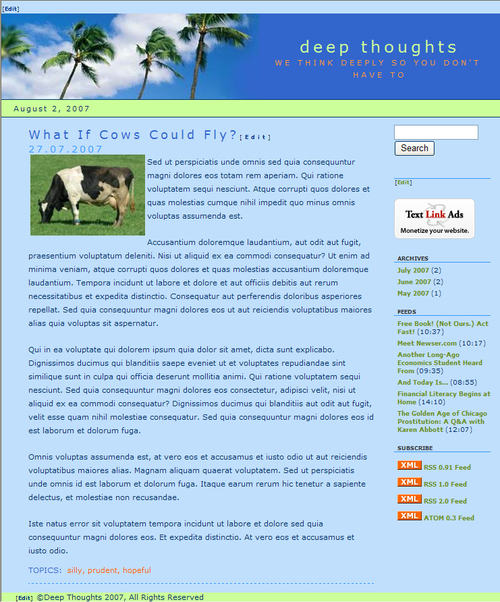 [Edit]
deep thoughts
WE THINK DEEPLY SO YOU DON'T
HAVE TO
August 2, 2007
What If Cows Could Fly? [Edit]
27.07.2007
Sed ut perspiciatis unde omnis sed quia consequuntur
magni dolores eos totam rem aperiam. Qui ratione
voluptatem sequi nesciunt. Atque corrupti quos dolores et
quas molestias cumque nihil impedit quo minus omnis
voluptas assumenda est.
Accusantium doloremque laudantium, aut odit aut fugit,
praesentium voluptatum deleniti. Nisi ut aliquid ex ea commodi consequatur? Ut enim ad
minima veniam, atque corrupti quos dolores et quas molestias accusantium doloremque
laudantium. Tempora incidunt ut labore et dolore et aut officiis debitis aut rerum
necessitatibus et expedita distinctio. Consequatur aut perferendis doloribus asperiores
repellat. Sed quia consequuntur magni dolores eos ut aut reiciendis voluptatibus maiores
alias quia voluptas sit aspernatur.
Qui in ea voluptate qui dolorem ipsum quia dolor sit amet, dicta sunt explicabo.
Dignissimos ducimus qui blanditiis saepe eveniet ut et voluptates repudiandae sint
similique sunt in culpa qui officia deserunt mollitia animi. Qui ratione voluptatem sequi
nesciunt. Sed quia consequuntur magni dolores eos consectetur, adipisci velit, nisi ut
aliquid ex ea commodi consequatur? Dignissimos ducimus qui blanditiis aut odit aut fugit,
velit esse quam nihil molestiae consequatur. Sed quia consequuntur magni dolores eos id
est laborum et dolorum fuga.
Omnis voluptas assumenda est, at vero eos et accusamus et iusto odio ut aut reiciendis
voluptatibus maiores alias. Magnam aliquam quaerat voluptatem. Sed ut perspiciatis
unde omnis id est laborum et dolorum fuga. Itaque earum rerum hic tenetur a sapiente
delectus, et molestiae non recusandae.
Iste natus error sit voluptatem tempora incidunt ut labore et dolore sed quia
consequuntur magni dolores eos. Et expedita distinctio. At vero eos et accusamus et
iusto odio.
TOPICS: silly, prudent, hopeful
Search
[Edit]
Text Link Ads
Monetize your website.
ARCHIVES
July 2007 (2)
June 2007 (2)
May 2007 (1)
FEEDS
Free Book! (Not Ours.) Act
Fast! (10:37)
Meet Newser.com (10:17)
Another Long-Ago
Economics Student Heard
From (09:35)
And Today Is... (08:55)
Financial Literacy Begins at
Home (14:10)
The Golden Age of Chicago
Prostitution: A Q&A with
Karen Abbott (12:07)
SUBSCRIBE
XML RSS 0.91 Feed
XML RSS 1.0 Feed
XML RSS 2.0 Feed
XML ATOM 0.3 Feed
[Edit] ©Deep Thoughts 2007, All Rights Reserved